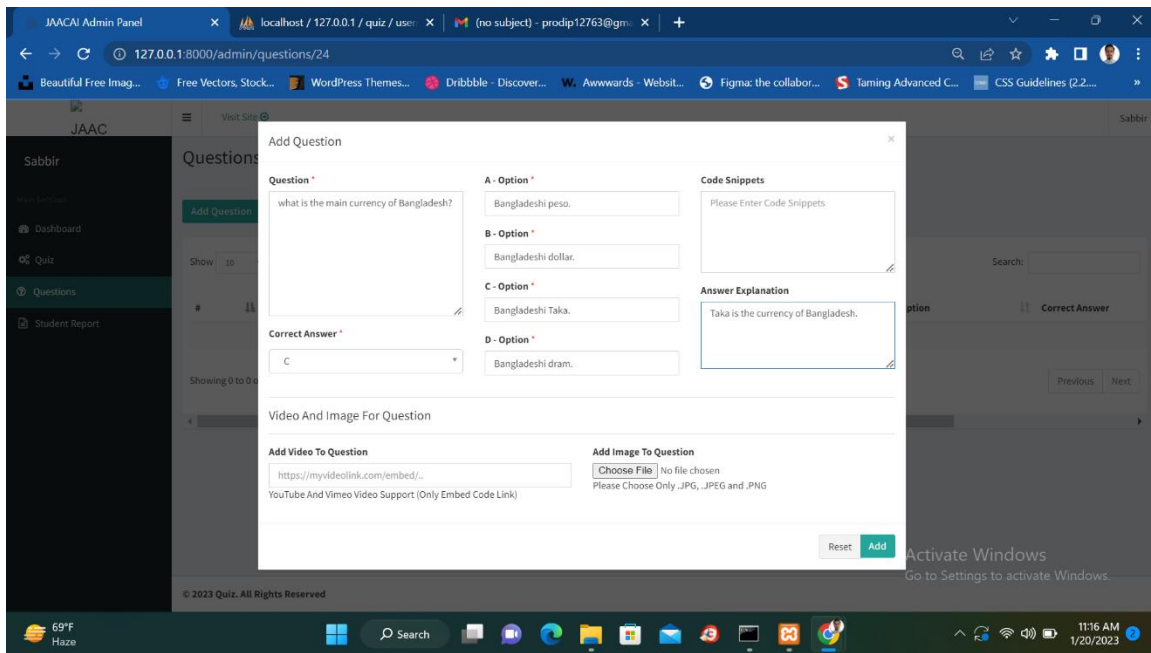 JAACAI Admin Panel
localhost / 127.0.0.1 / quiz / user
(no subject) - prodip12763@gma
127.0.0.1:8000/admin/questions/24
Beautiful Free Imag...
Free Vectors, Stock...
WordPress Themes...
Dribbble - Discover...
W. Awwwards - Websit...
Figma: the collabor...
Taming Advanced C...
CSS Guidelines (2.2....
»
JAAC
Visit Site
Sabbir
Sabbir
Questions
Dashboard
Quiz
Questions
Student Report
Add Question
Show 10
Search:
#
ption
Correct Answer
Showing 0 to 0 o
Previous Next
Add Question
×
Question *
what is the main currency of Bangladesh?
Correct Answer *
C
A - Option *
Bangladeshi peso.
B - Option *
Bangladeshi dollar.
C - Option *
Bangladeshi Taka.
D - Option *
Bangladeshi dram.
Code Snippets
Please Enter Code Snippets
Answer Explanation
Taka is the currency of Bangladesh.
Video And Image For Question
Add Video To Question
https://myvideolink.com/embed/..
YouTube And Vimeo Video Support (Only Embed Code Link)
Add Image To Question
Choose File No file chosen
Please Choose Only .JPG, .JPEG and .PNG
Reset Add
Activate Windows
Go to Settings to activate Windows.
© 2023 Quiz. All Rights Reserved
69°F
Haze
Search
11:16 AM
1/20/2023
2